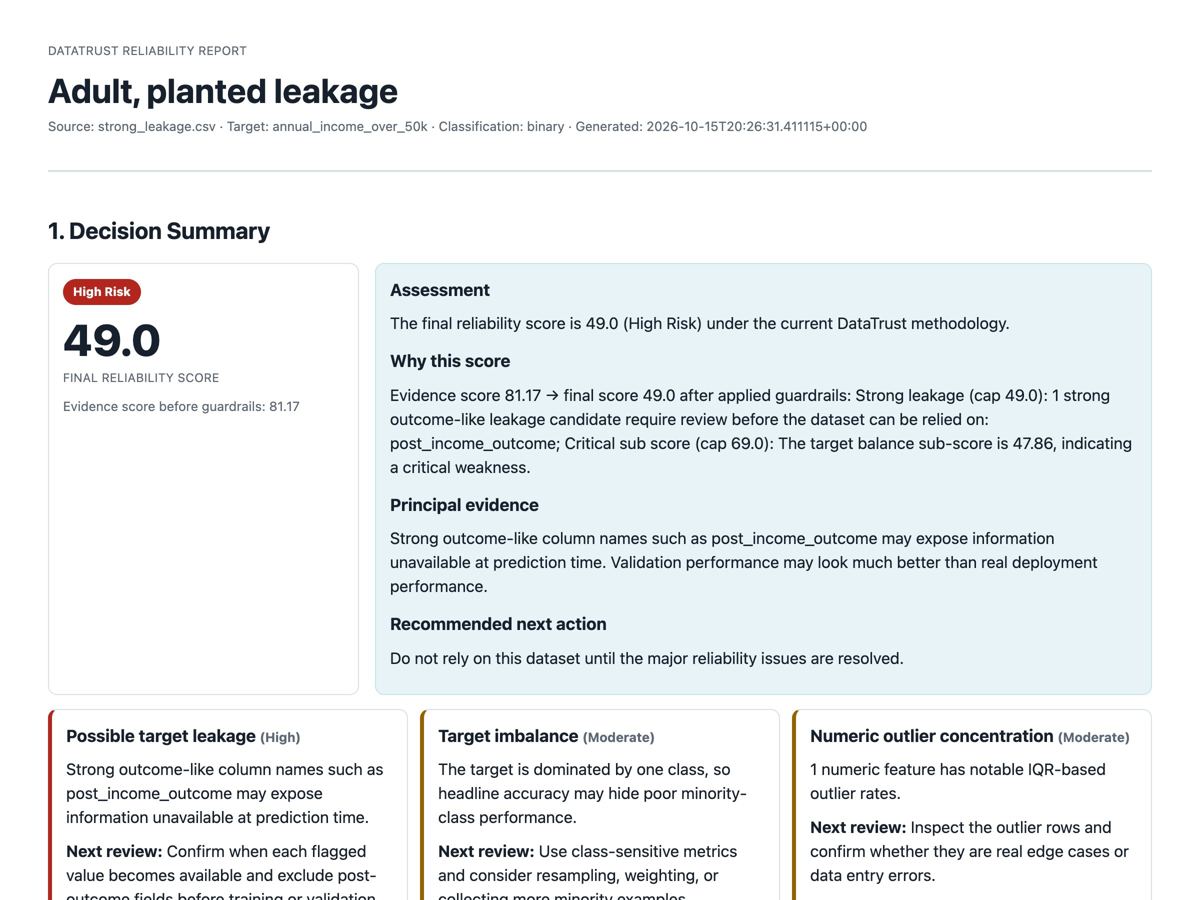 DATATRUST RELIABILITY REPORT
Adult, planted leakage
Source: strong_leakage.csv · Target: annual_income_over_50k · Classification: binary · Generated: 2026-10-15T20:26:31.411115+00:00
1. Decision Summary
High Risk
49.0
FINAL RELIABILITY SCORE
Evidence score before guardrails: 81.17
Assessment
The final reliability score is 49.0 (High Risk) under the current DataTrust methodology.
Why this score
Evidence score 81.17 → final score 49.0 after applied guardrails: Strong leakage (cap 49.0): 1 strong
outcome-like leakage candidate require review before the dataset can be relied on:
post_income_outcome; Critical sub score (cap 69.0): The target balance sub-score is 47.86, indicating
a critical weakness.
Principal evidence
Strong outcome-like column names such as post_income_outcome may expose information
unavailable at prediction time. Validation performance may look much better than real deployment
performance.
Recommended next action
Do not rely on this dataset until the major reliability issues are resolved.
Possible target leakage (High)
Strong outcome-like column names such as
post_income_outcome may expose
information unavailable at prediction time.
Next review: Confirm when each flagged
value becomes available and exclude post-
outcome fields before training or validation
Target imbalance (Moderate)
The target is dominated by one class, so
headline accuracy may hide poor minority-
class performance.
Next review: Use class-sensitive metrics
and consider resampling, weighting, or
collecting more minority examples
Numeric outlier concentration (Moderate)
1 numeric feature has notable IQR-based
outlier rates.
Next review: Inspect the outlier rows and
confirm whether they are real edge cases or
data entry errors.